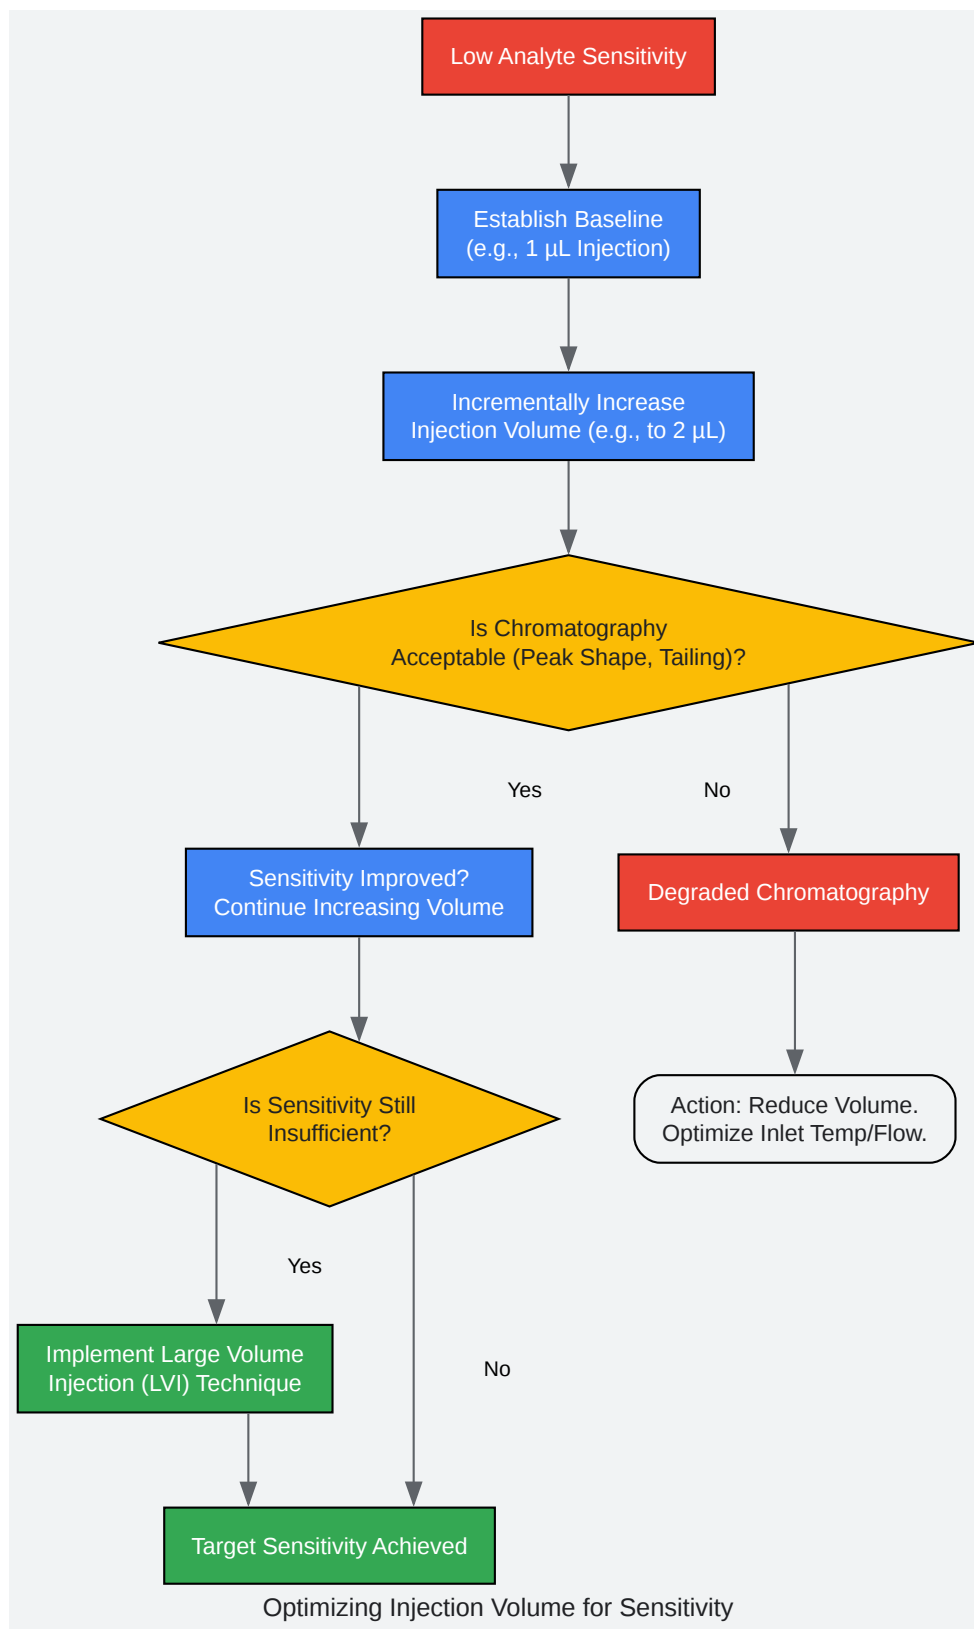 Low Analyte Sensitivity
Establish Baseline
(e.g., 1 µL Injection)
Incrementally Increase
Injection Volume (e.g., to 2 µL)
Is Chromatography
Acceptable (Peak Shape, Tailing)?
Yes
No
Sensitivity Improved?
Continue Increasing Volume
Degraded Chromatography
Is Sensitivity Still
Insufficient?
Action: Reduce Volume.
Optimize Inlet Temp/Flow.
Yes
Implement Large Volume
Injection (LVI) Technique
No
Target Sensitivity Achieved
Optimizing Injection Volume for Sensitivity